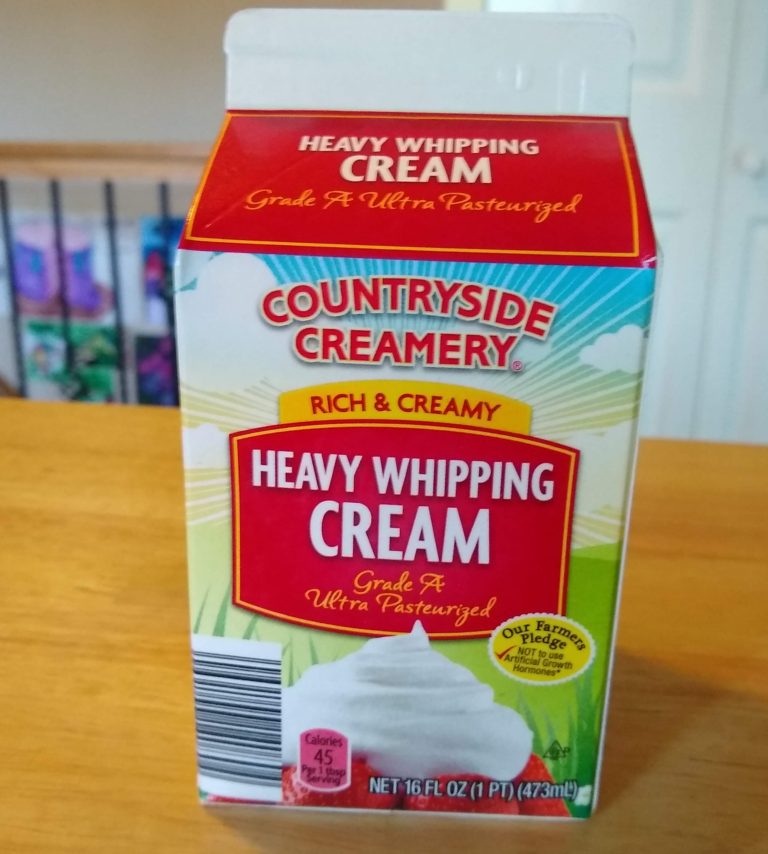 HEAVY WHIPPING
CREAM
Grade A Ultra Pasteurized
COUNTRYSIDE
CREAMERY®
RICH & CREAMY
HEAVY WHIPPING
CREAM
Grade A
Ultra Pasteurized
Our Farmers
Pledge
NOT to use
Artificial Growth
Hormones*
Calories
45
Per 1 tbsp
Serving
NET 16 FL OZ (1 PT) (473mL)